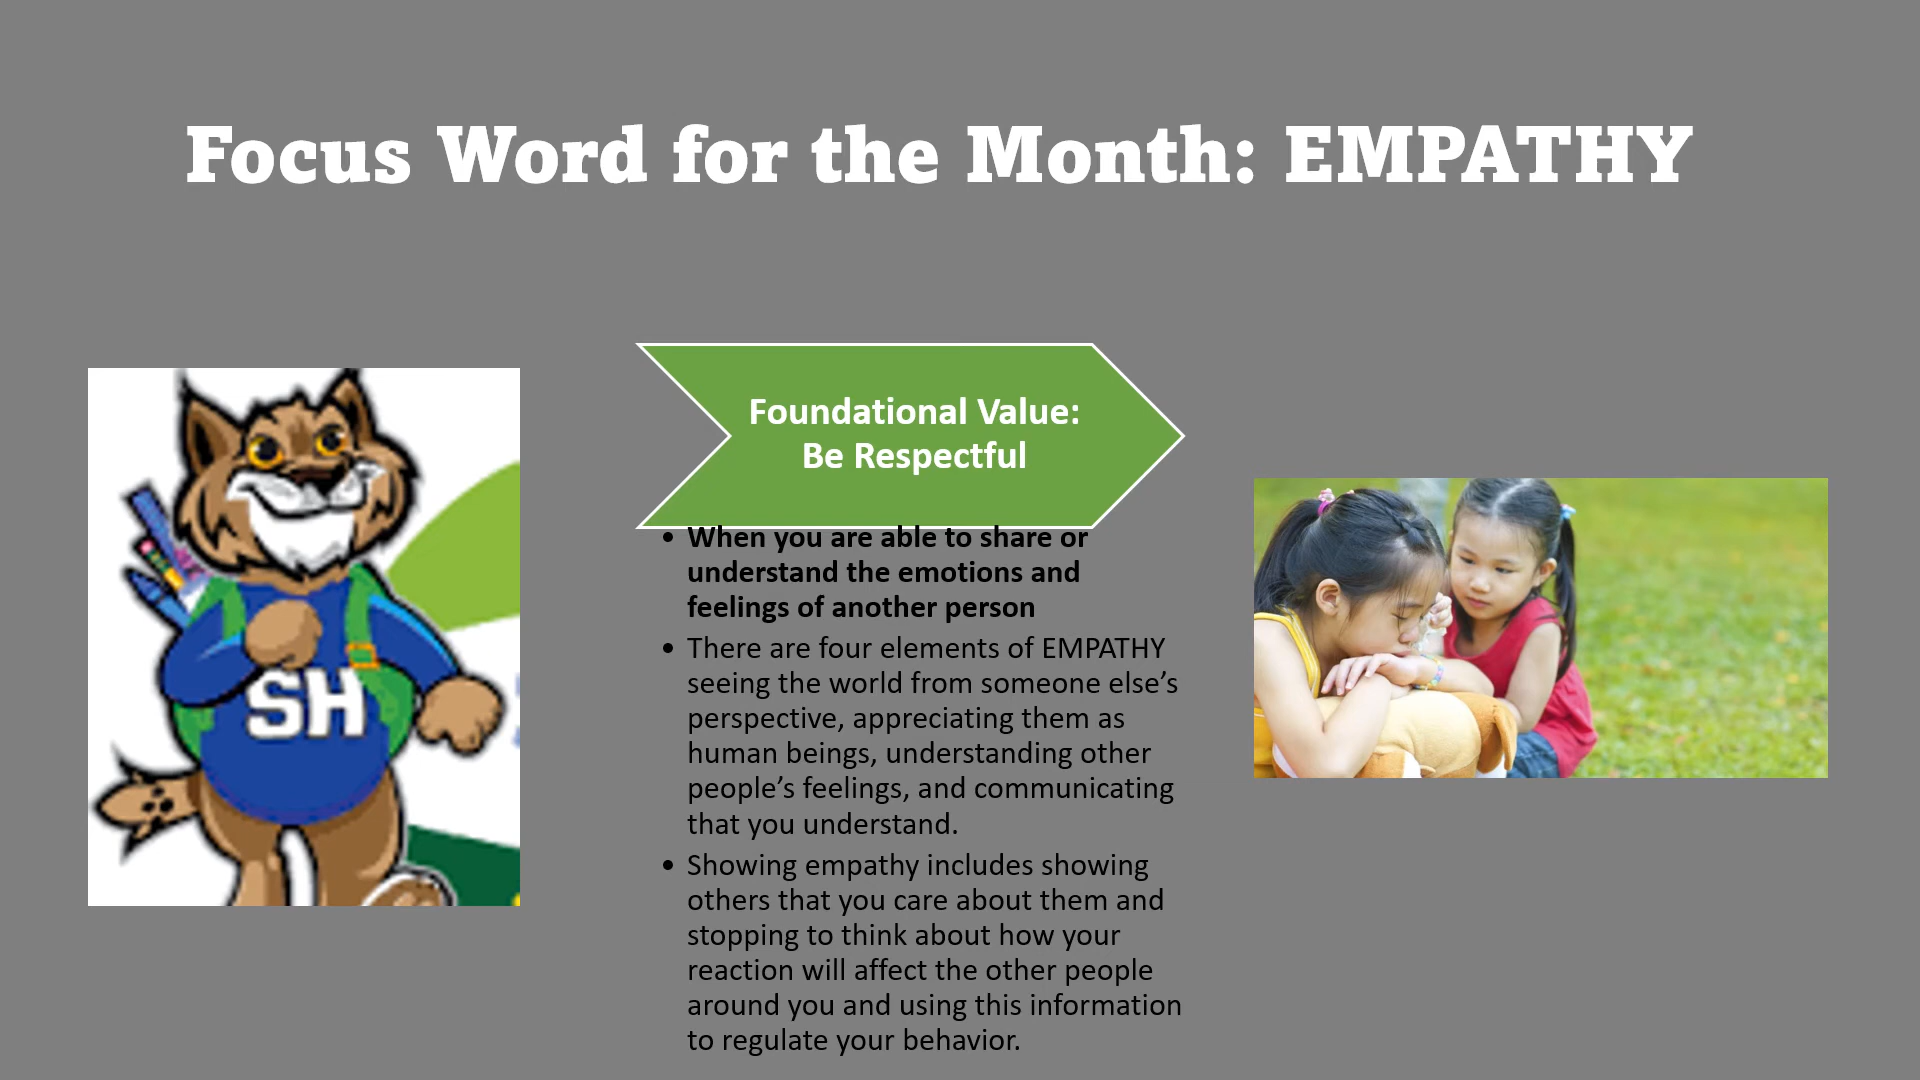 Focus Word for the Month: EMPATHY
Foundational Value:
Be Respectful
SH
• When you are able to share or
understand the emotions and
feelings of another person
• There are four elements of EMPATHY
seeing the world from someone else’s
perspective, appreciating them as
human beings, understanding other
people’s feelings, and communicating
that you understand.
• Showing empathy includes showing
others that you care about them and
stopping to think about how your
reaction will affect the other people
around you and using this information
to regulate your behavior.